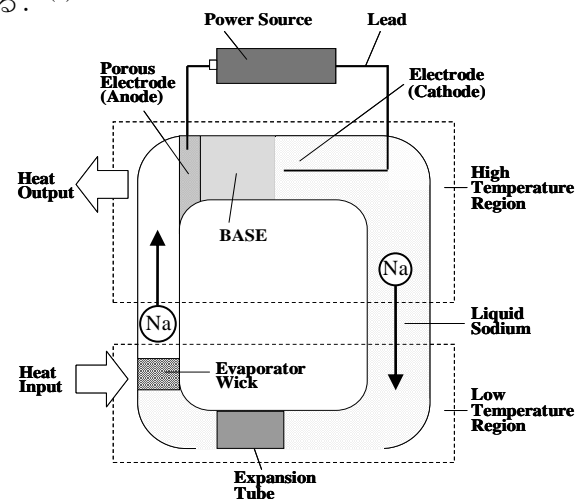 る.
Power Source
Lead
Porous
Electrode
(Anode)
Electrode
(Cathode)
Heat
Output
High
Temperature
Region
BASE
Na
Na
Liquid
Sodium
Heat
Input
Evaporator
Wick
Low
Temperature
Region
Expansion
Tube